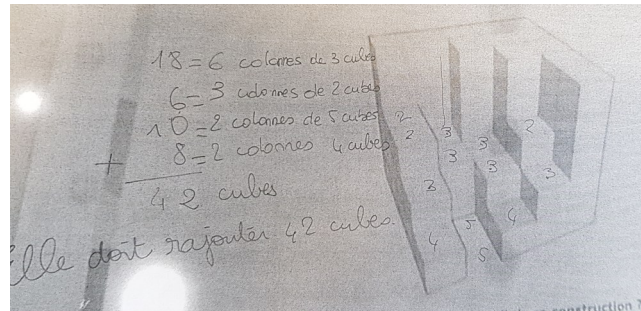 18 = 6 colonnes de 3 cubes
6 = 3 colonnes de 2 cubes
10 = 2 colonnes de 5 cubes
+ 8 = 2 colonnes 4 cubes
42 cubes
Elle doit rajouter 42 cubes.
2
2 3 3 2
3 3 3
3
4 5 4
5
construction